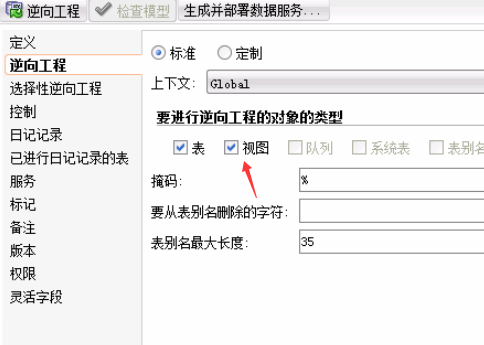 逆向工程 检查模型 生成并部署数据服务...
定义
逆向工程
选择性逆向工程
控制
日记记录
已进行日记记录的表
服务
标记
备注
版本
权限
灵活字段
标准 定制
上下文: Global
要进行逆向工程的对象的类型
表 视图 队列 系统表 表别名
掩码: %
要从表别名删除的字符:
表别名最大长度: 35